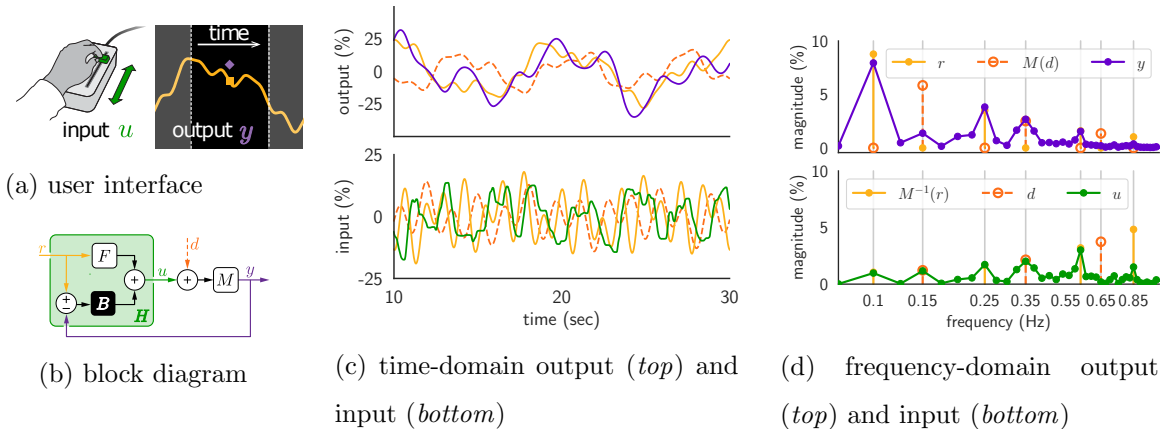 time
input u
output y
(a) user interface
r
F
d
u
y
M
B
H
(b) block diagram
output (%)
25
0
-25
input (%)
25
0
-25
10
20
30
time (sec)
(c) time-domain output (top) and
input (bottom)
magnitude (%)
10
5
0
r
M(d)
y
magnitude (%)
10
5
0
M⁻¹(r)
d
u
0.1
0.15
0.25
0.35
0.55
0.65
0.85
frequency (Hz)
(d) frequency-domain output
(top) and input (bottom)